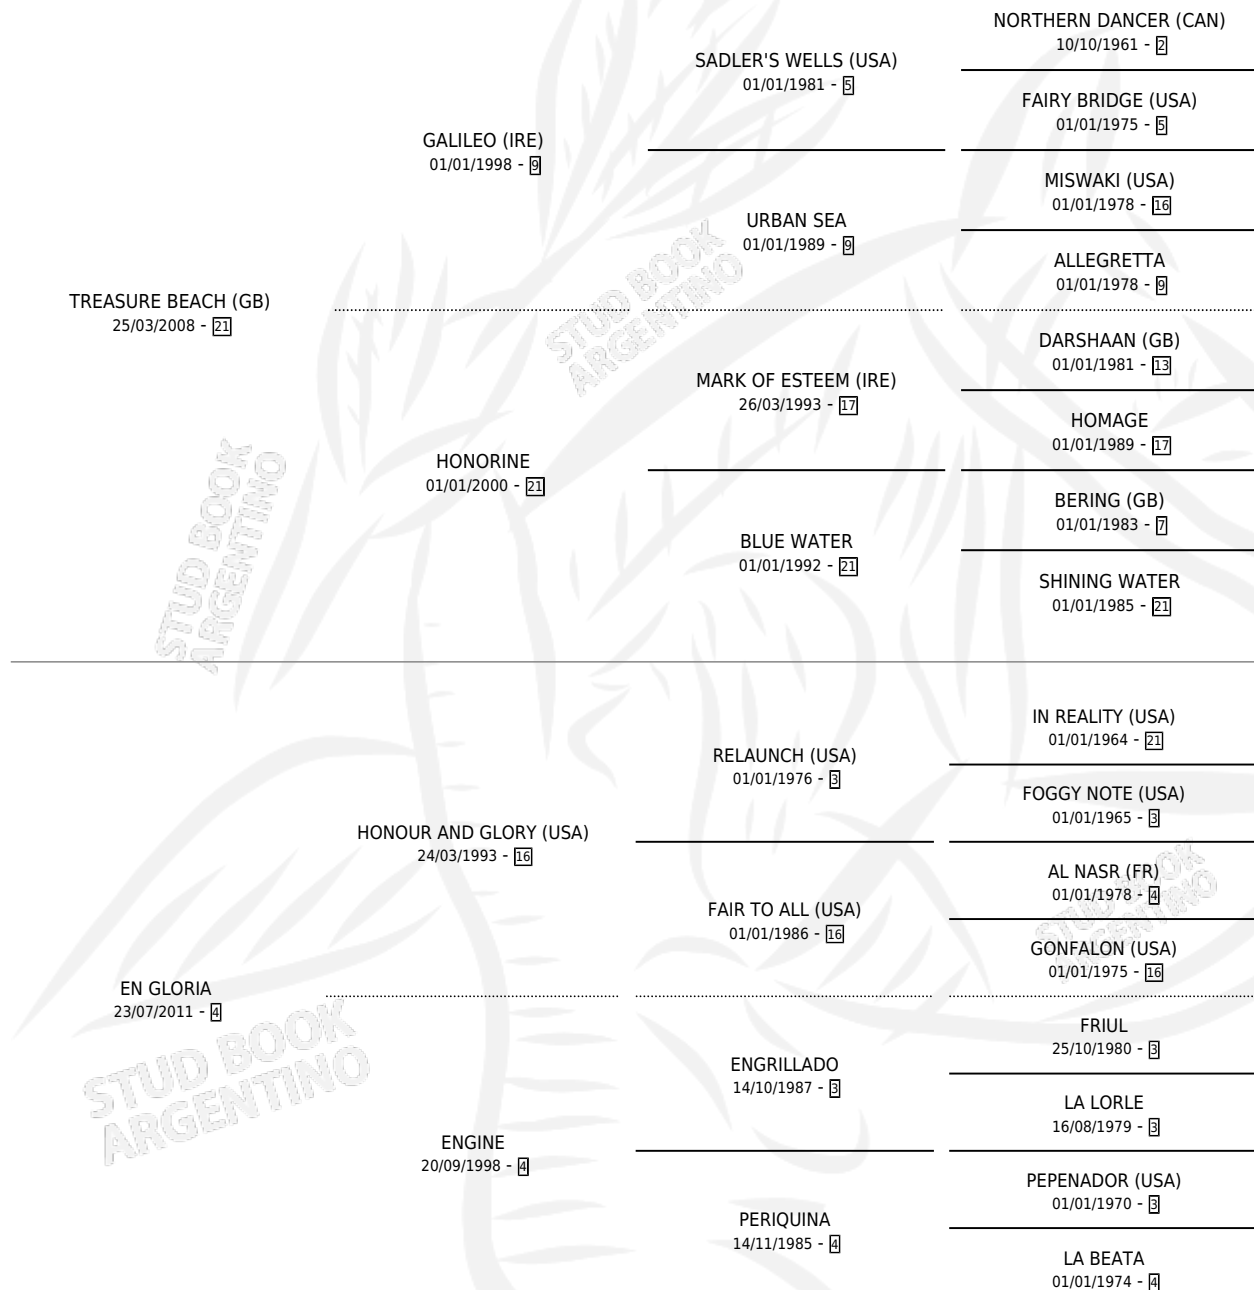 NORTHERN DANCER (CAN)
10/10/1961 - 2
SADLER'S WELLS (USA)
01/01/1981 - 5
FAIRY BRIDGE (USA)
01/01/1975 - 5
GALILEO (IRE)
01/01/1998 - 9
MISWAKI (USA)
01/01/1978 - 16
URBAN SEA
01/01/1989 - 9
ALLEGRETTA
01/01/1978 - 9
TREASURE BEACH (GB)
25/03/2008 - 21
STUD BOOK
ARGENTINO
DARSHAAN (GB)
01/01/1981 - 13
MARK OF ESTEEM (IRE)
26/03/1993 - 17
HOMAGE
01/01/1989 - 17
HONORINE
01/01/2000 - 21
BERING (GB)
01/01/1983 - 7
BLUE WATER
01/01/1992 - 21
SHINING WATER
01/01/1985 - 21
STUD BOOK
ARGENTINO
IN REALITY (USA)
01/01/1964 - 21
RELAUNCH (USA)
01/01/1976 - 3
FOGGY NOTE (USA)
01/01/1965 - 3
HONOUR AND GLORY (USA)
24/03/1993 - 16
AL NASR (FR)
01/01/1978 - 4
FAIR TO ALL (USA)
01/01/1986 - 16
GONFALON (USA)
01/01/1975 - 16
STUD BOOK
ARGENTINO
EN GLORIA
23/07/2011 - 4
FRIUL
25/10/1980 - 3
ENGRILLADO
14/10/1987 - 3
LA LORLE
16/08/1979 - 3
STUD BOOK
ARGENTINO
ENGINE
20/09/1998 - 4
PEPENADOR (USA)
01/01/1970 - 3
PERIQUINA
14/11/1985 - 4
LA BEATA
01/01/1974 - 4